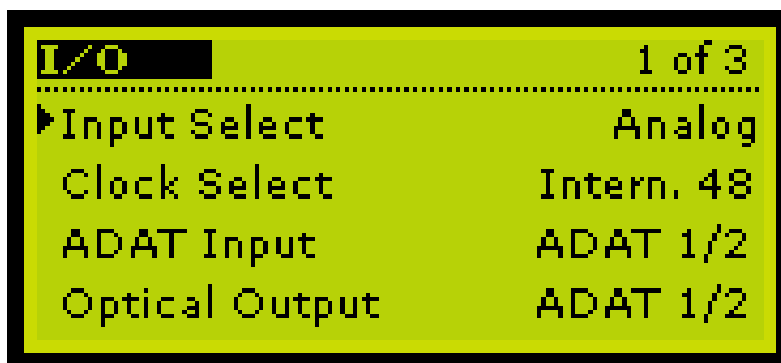 I/O 1 of 3
Input Select Analog
Clock Select Intern. 48
ADAT Input ADAT 1/2
Optical Output ADAT 1/2